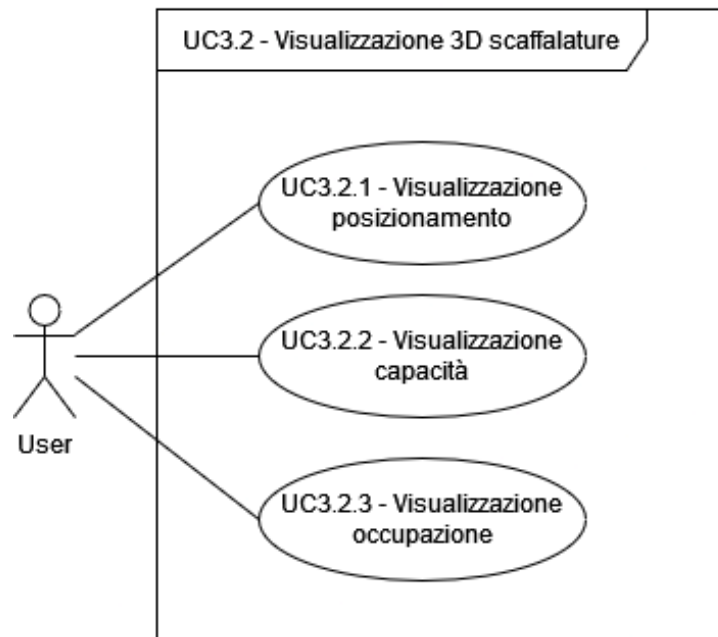 UC3.2 - Visualizzazione 3D scaffalature
UC3.2.1 - Visualizzazione
posizionamento
UC3.2.2 - Visualizzazione
capacità
User
UC3.2.3 - Visualizzazione
occupazione